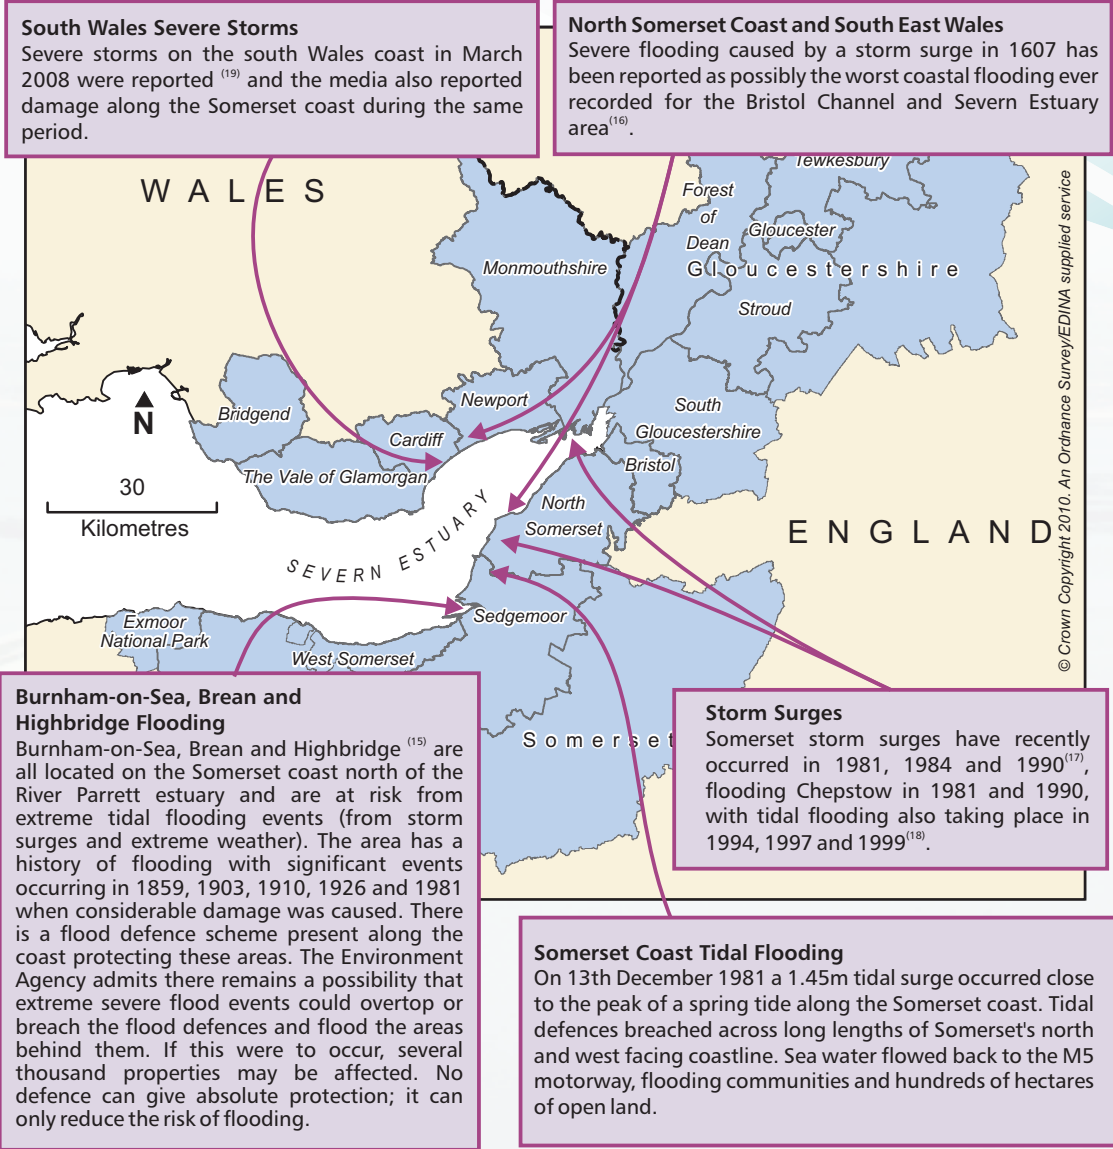 South Wales Severe Storms
Severe storms on the south Wales coast in March
2008 were reported (19) and the media also reported
damage along the Somerset coast during the same
period.
North Somerset Coast and South East Wales
Severe flooding caused by a storm surge in 1607 has
been reported as possibly the worst coastal flooding ever
recorded for the Bristol Channel and Severn Estuary
area(16).
WALES
Tewkesbury
Forest
of
Dean
Gloucester
Gloucestershire
Monmouthshire
Stroud
Newport
Bridgend
Cardiff
South
Gloucestershire
The Vale of Glamorgan
Bristol
N
30
Kilometres
North
Somerset
SEVERN ESTUARY
ENGLAND
Sedgemoor
Exmoor
National Park
West Somerset
Somerset
© Crown Copyright 2010. An Ordnance Survey/EDINA supplied service
Burnham-on-Sea, Brean and
Highbridge Flooding
Burnham-on-Sea, Brean and Highbridge (15) are
all located on the Somerset coast north of the
River Parrett estuary and are at risk from
extreme tidal flooding events (from storm
surges and extreme weather). The area has a
history of flooding with significant events
occurring in 1859, 1903, 1910, 1926 and 1981
when considerable damage was caused. There
is a flood defence scheme present along the
coast protecting these areas. The Environment
Agency admits there remains a possibility that
extreme severe flood events could overtop or
breach the flood defences and flood the areas
behind them. If this were to occur, several
thousand properties may be affected. No
defence can give absolute protection; it can
only reduce the risk of flooding.
Storm Surges
Somerset storm surges have recently
occurred in 1981, 1984 and 1990(17),
flooding Chepstow in 1981 and 1990,
with tidal flooding also taking place in
1994, 1997 and 1999(18).
Somerset Coast Tidal Flooding
On 13th December 1981 a 1.45m tidal surge occurred close
to the peak of a spring tide along the Somerset coast. Tidal
defences breached across long lengths of Somerset's north
and west facing coastline. Sea water flowed back to the M5
motorway, flooding communities and hundreds of hectares
of open land.